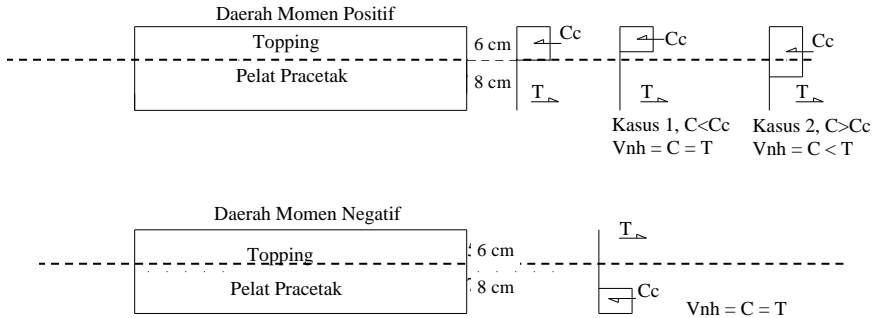 Daerah Momen Positif
Topping
Pelat Pracetak
6 cm
8 cm
Cc
T
Cc
T
Kasus 1, C<Cc
Vnh = C = T
Cc
T
Kasus 2, C>Cc
Vnh = C < T
Daerah Momen Negatif
Topping
Pelat Pracetak
6 cm
8 cm
T
Cc
Vnh = C = T